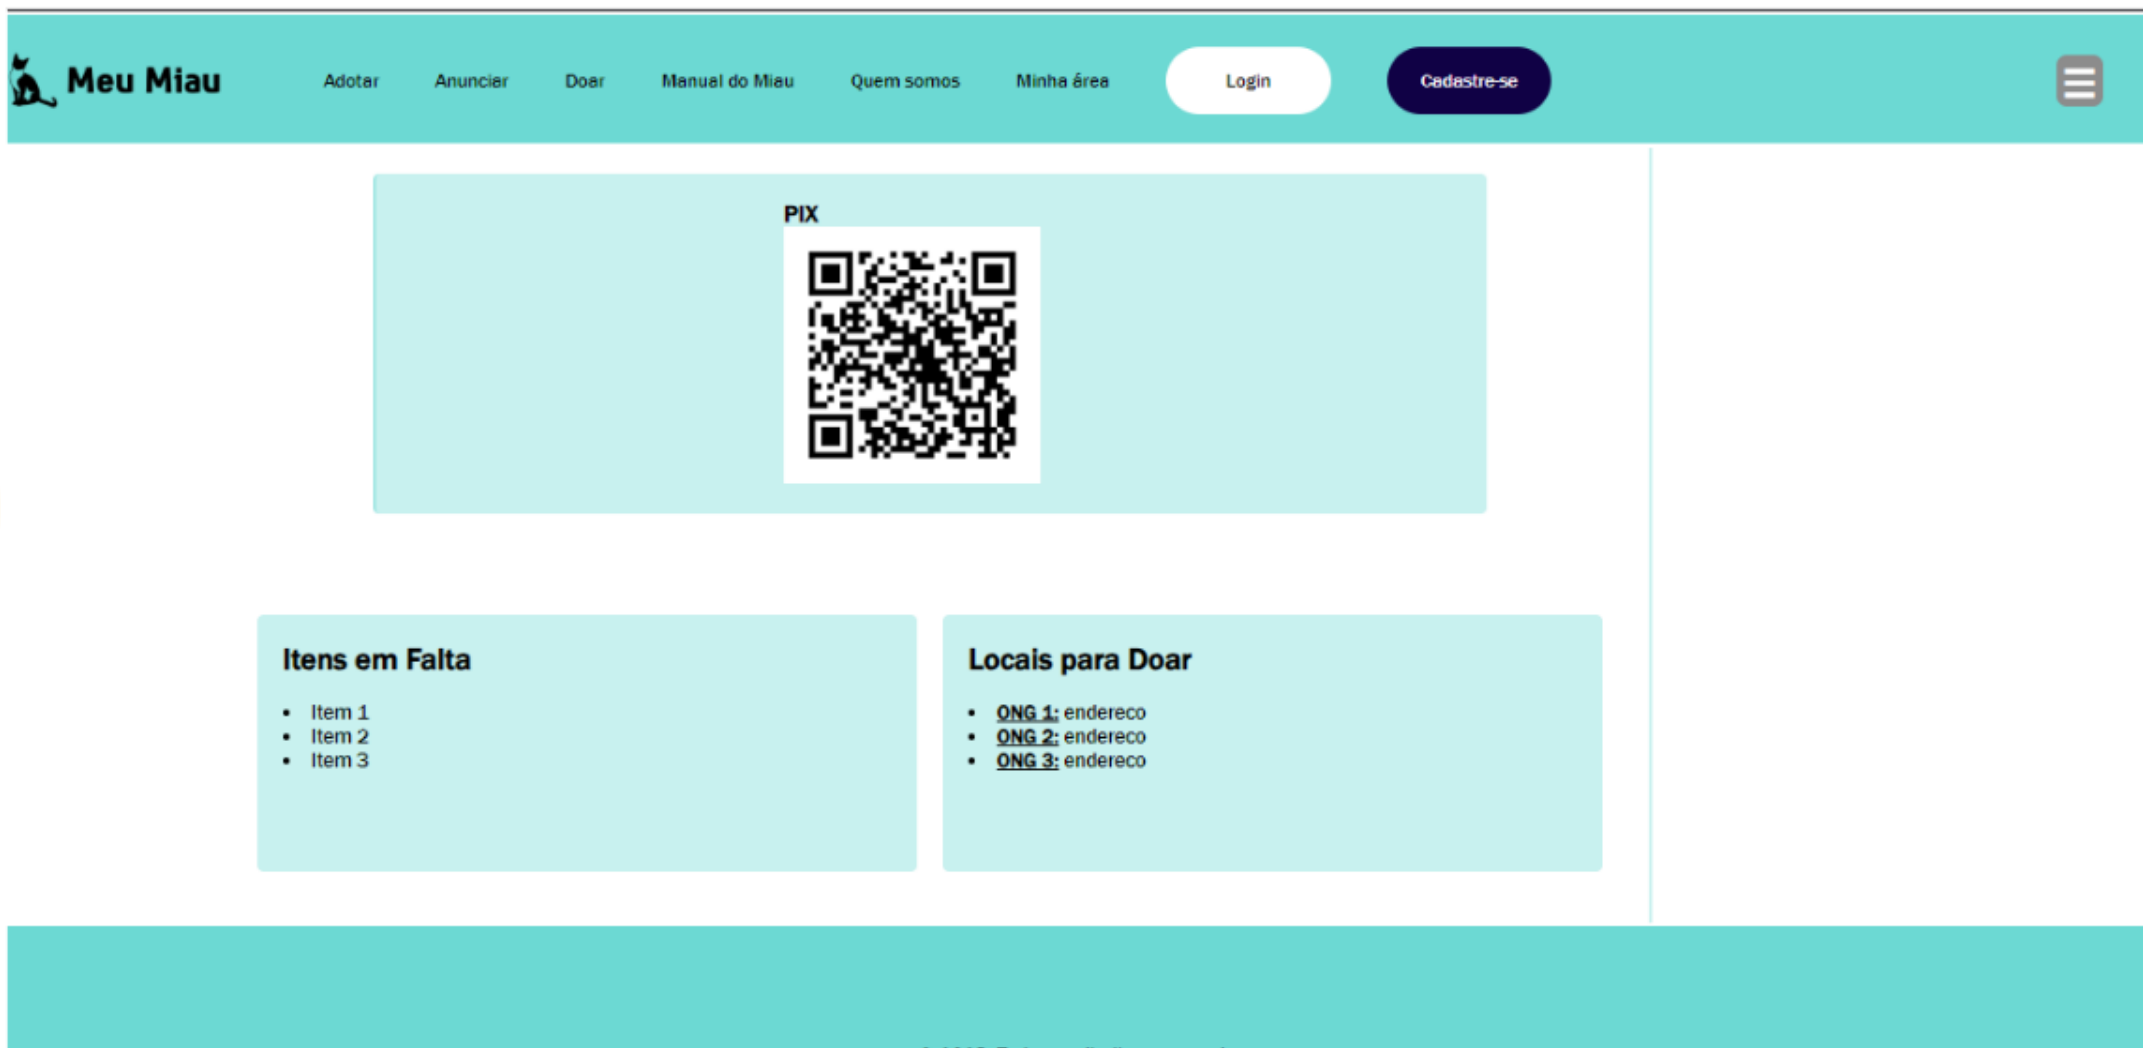 Meu Miau
Adotar Anunciar Doar Manual do Miau Quem somos Minha área Login Cadastre-se
PIX
Itens em Falta
• Item 1
• Item 2
• Item 3
Locais para Doar
• ONG 1: endereco
• ONG 2: endereco
• ONG 3: endereco